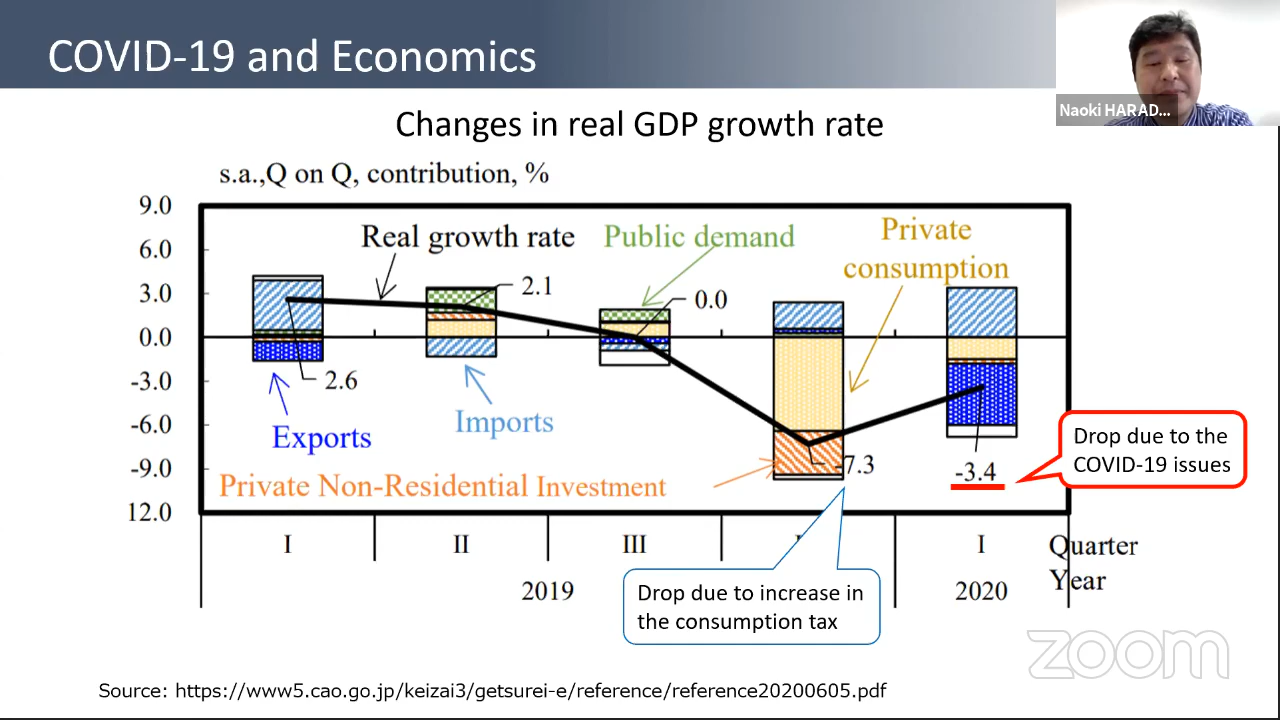 COVID-19 and Economics
Naoki HARAD...
Changes in real GDP growth rate
s.a.,Q on Q, contribution, %
9.0
6.0
3.0
0.0
-3.0
-6.0
-9.0
12.0
Real growth rate
Public demand
Private
consumption
2.1
0.0
2.6
Exports
Imports
Private Non-Residential Investment
-7.3
-3.4
Drop due to the
COVID-19 issues
I
II
III
I
Quarter
2019
2020
Year
Drop due to increase in
the consumption tax
zoom
Source: https://www5.cao.go.jp/keizai3/getsurei-e/reference/reference20200605.pdf